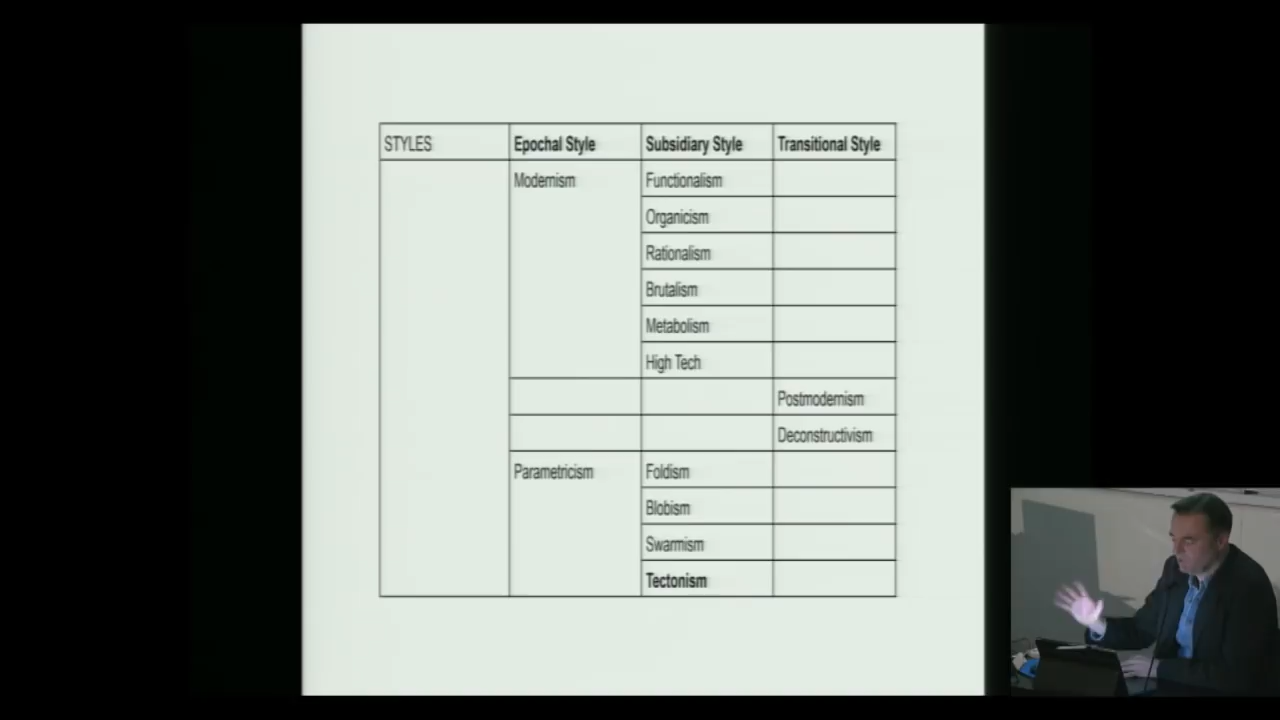 STYLES Epochal Style Subsidiary Style Transitional Style
Modernism Functionalism
Organicism
Rationalism
Brutalism
Metabolism
High Tech
Postmodernism
Deconstructivism
Parametricism Foldism
Blobism
Swarmism
Tectonism